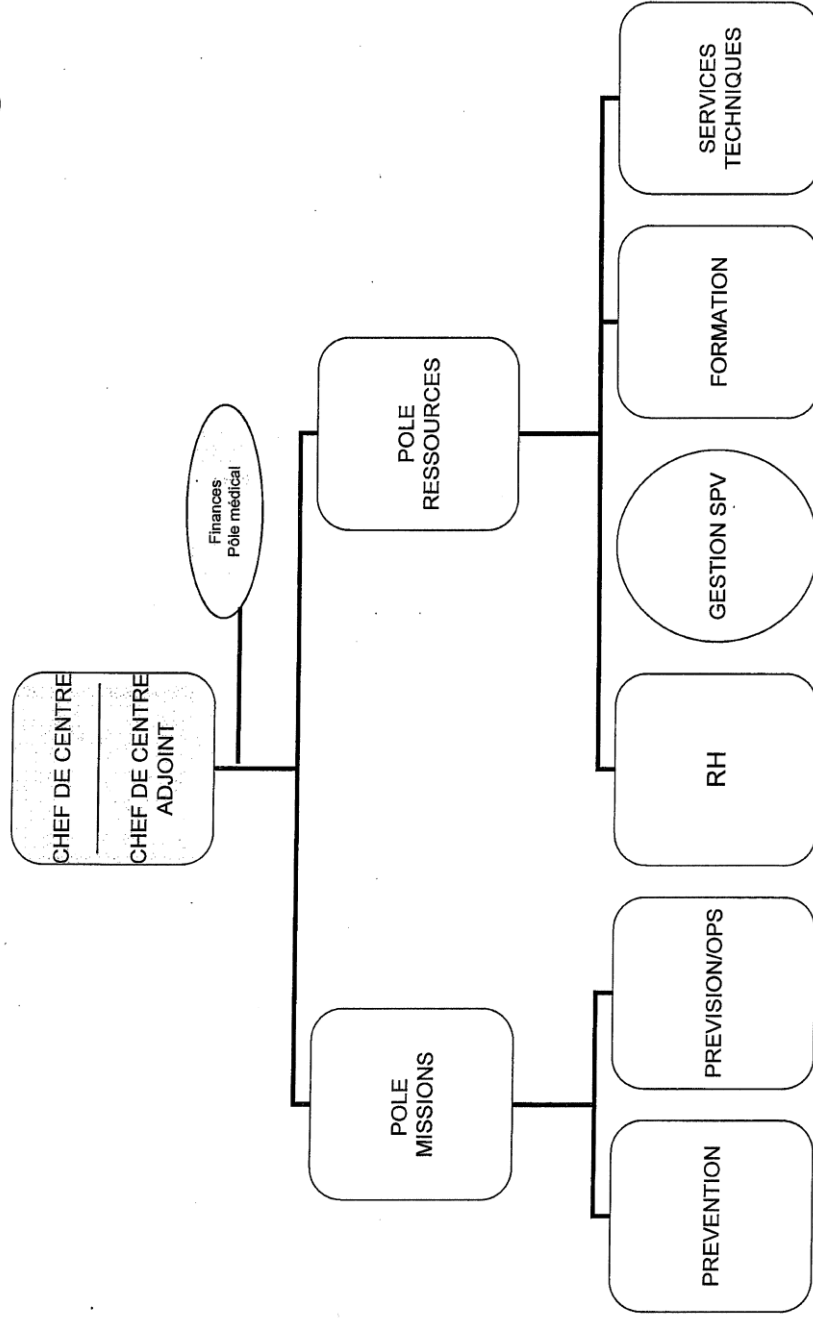 CHEF DE CENTRE
CHEF DE CENTRE
ADJOINT
Finances
Pôle médical
POLE
MISSIONS
POLE
RESSOURCES
PREVENTION
PREVISION/OPS
RH
GESTION SPV
FORMATION
SERVICES
TECHNIQUES